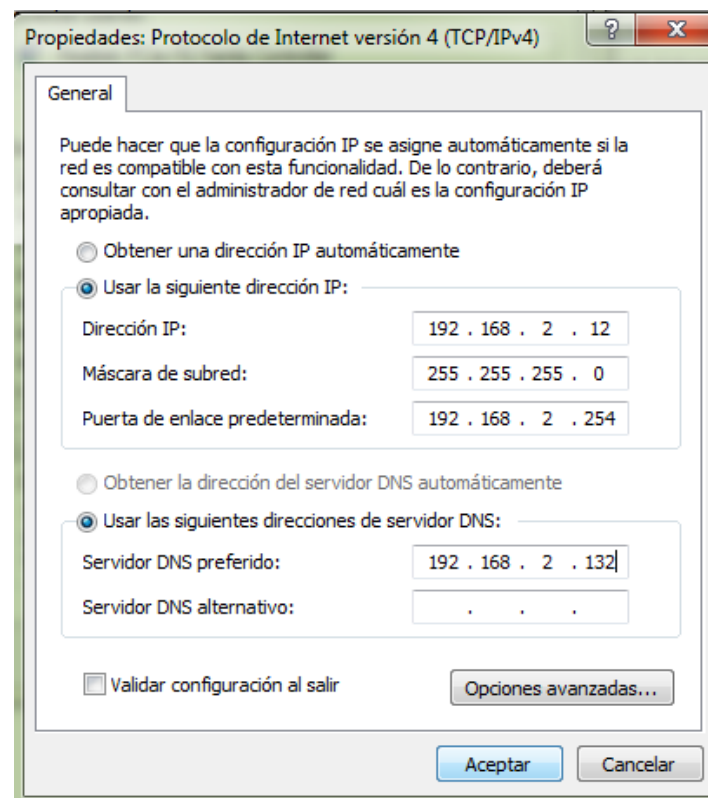 Propiedades: Protocolo de Internet versión 4 (TCP/IPv4)
General
Puede hacer que la configuración IP se asigne automáticamente si la
red es compatible con esta funcionalidad. De lo contrario, deberá
consultar con el administrador de red cuál es la configuración IP
apropiada.
Obtener una dirección IP automáticamente
Usar la siguiente dirección IP:
Dirección IP: 192 . 168 . 2 . 12
Máscara de subred: 255 . 255 . 255 . 0
Puerta de enlace predeterminada: 192 . 168 . 2 . 254
Obtener la dirección del servidor DNS automáticamente
Usar las siguientes direcciones de servidor DNS:
Servidor DNS preferido: 192 . 168 . 2 . 132
Servidor DNS alternativo: . . .
Validar configuración al salir Opciones avanzadas...
Aceptar Cancelar